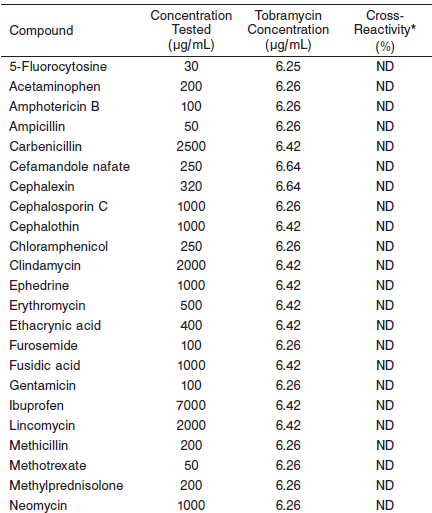 Compound Concentration Tested (µg/mL) Tobramycin Concentration (µg/mL) Cross-Reactivity* (%)
5-Fluorocytosine 30 6.25 ND
Acetaminophen 200 6.26 ND
Amphotericin B 100 6.26 ND
Ampicillin 50 6.26 ND
Carbenicillin 2500 6.42 ND
Cefamandole nafate 250 6.64 ND
Cephalexin 320 6.64 ND
Cephalosporin C 1000 6.26 ND
Cephalothin 1000 6.42 ND
Chloramphenicol 250 6.26 ND
Clindamycin 2000 6.42 ND
Ephedrine 1000 6.42 ND
Erythromycin 500 6.42 ND
Ethacrynic acid 400 6.42 ND
Furosemide 100 6.26 ND
Fusidic acid 1000 6.42 ND
Gentamicin 100 6.26 ND
Ibuprofen 7000 6.42 ND
Lincomycin 2000 6.42 ND
Methicillin 200 6.26 ND
Methotrexate 50 6.26 ND
Methylprednisolone 200 6.26 ND
Neomycin 1000 6.26 ND